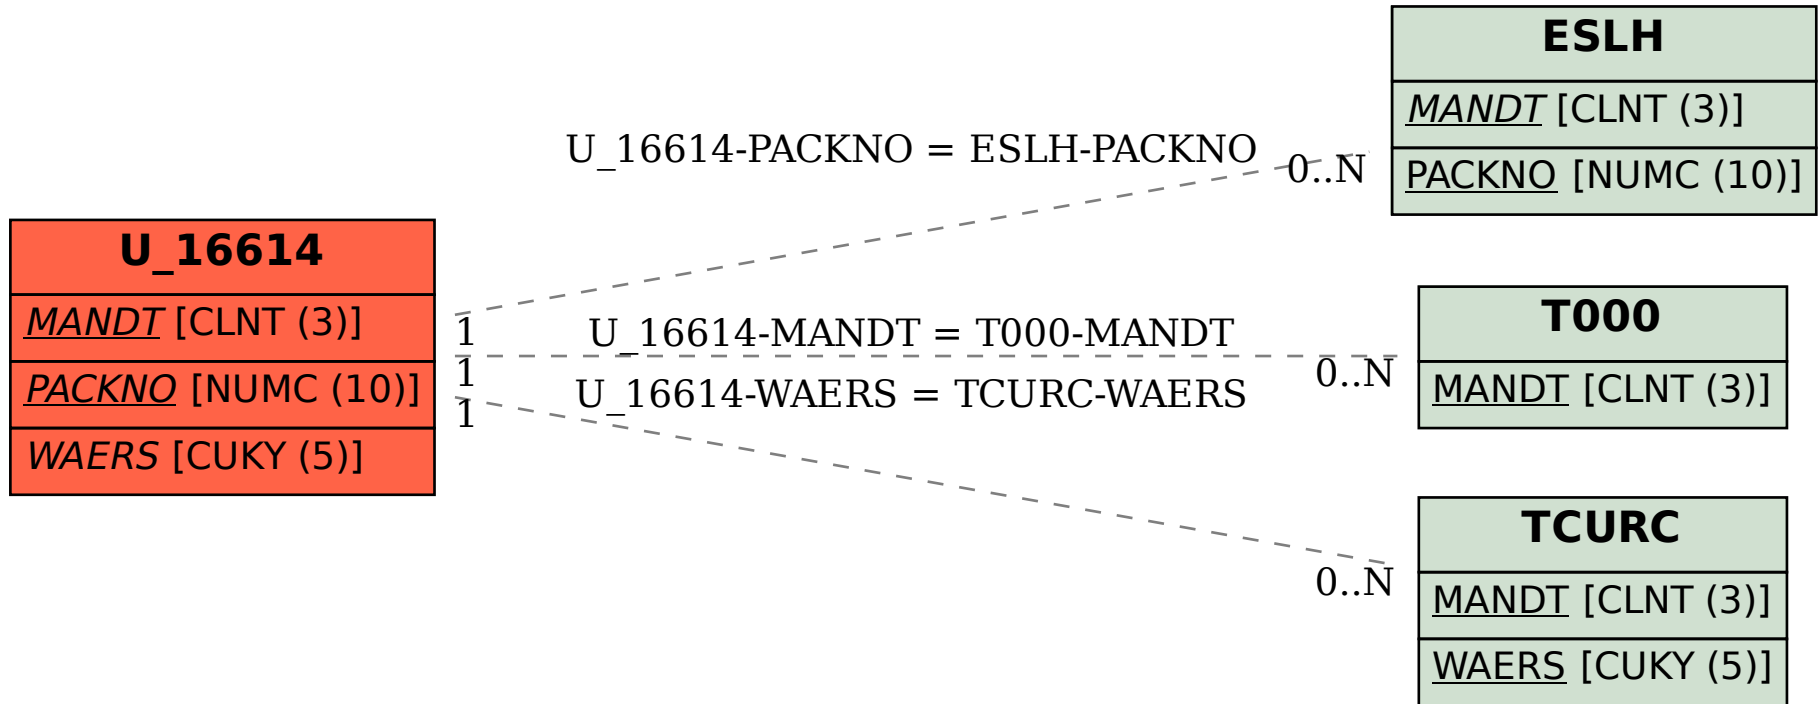 ESLH
MANDT [CLNT (3)]
PACKNO [NUMC (10)]
U_16614-PACKNO = ESLH-PACKNO
0..N
U_16614
MANDT [CLNT (3)]
PACKNO [NUMC (10)]
WAERS [CUKY (5)]
1
U_16614-MANDT = T000-MANDT
1
0..N
U_16614-WAERS = TCURC-WAERS
1
T000
MANDT [CLNT (3)]
0..N
TCURC
MANDT [CLNT (3)]
WAERS [CUKY (5)]